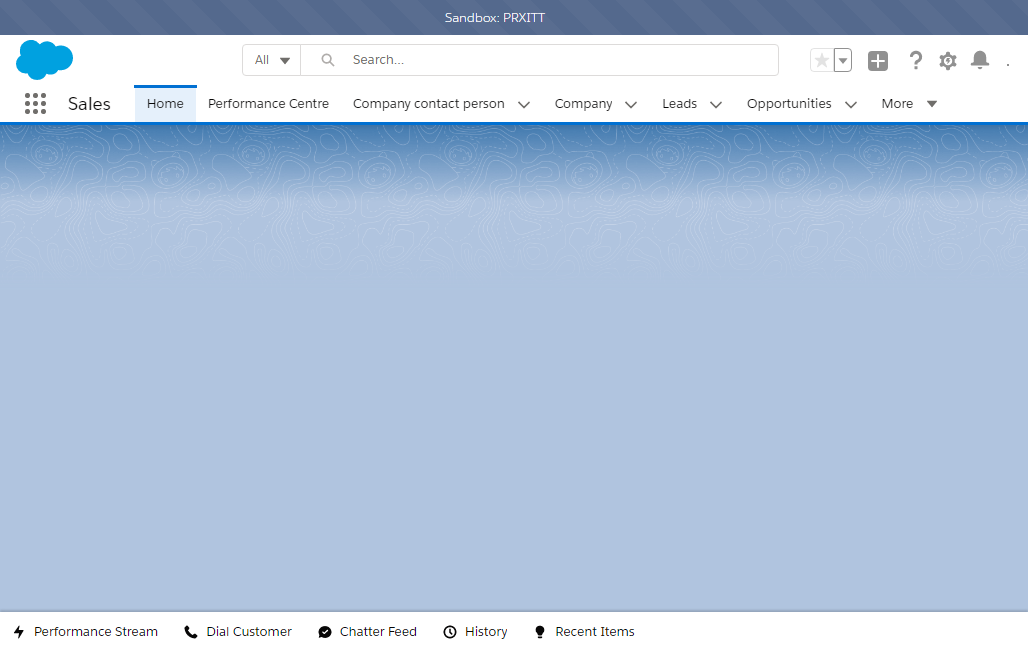 Sandbox: PRXITT
All Search...
Sales Home Performance Centre Company contact person Company Leads Opportunities More
Performance Stream Dial Customer Chatter Feed History Recent Items